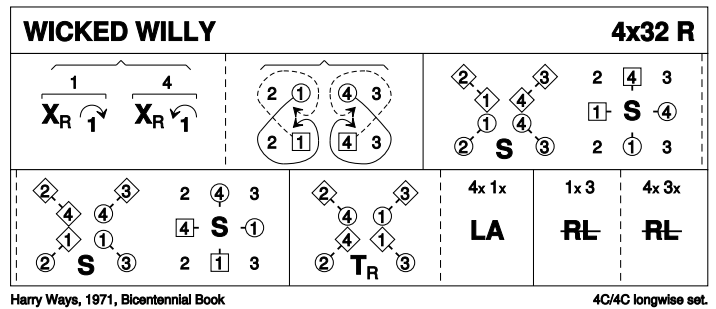 WICKED WILLY 4x32 R
1 4
XR 1 XR 1
2 1 4 3
2 1 4 3
2 3 2 4 3
1 4 1 S 4
1 4
2 S 3 2 1 3
2 3 2 4 3
4 4 4 S 1
1 1
2 S 3 2 1 3
2 3
4 1
4 1
2 TR 3
4x 1x 1x 3 4x 3x
LA RL RL
Harry Ways, 1971, Bicentennial Book 4C/4C longwise set.